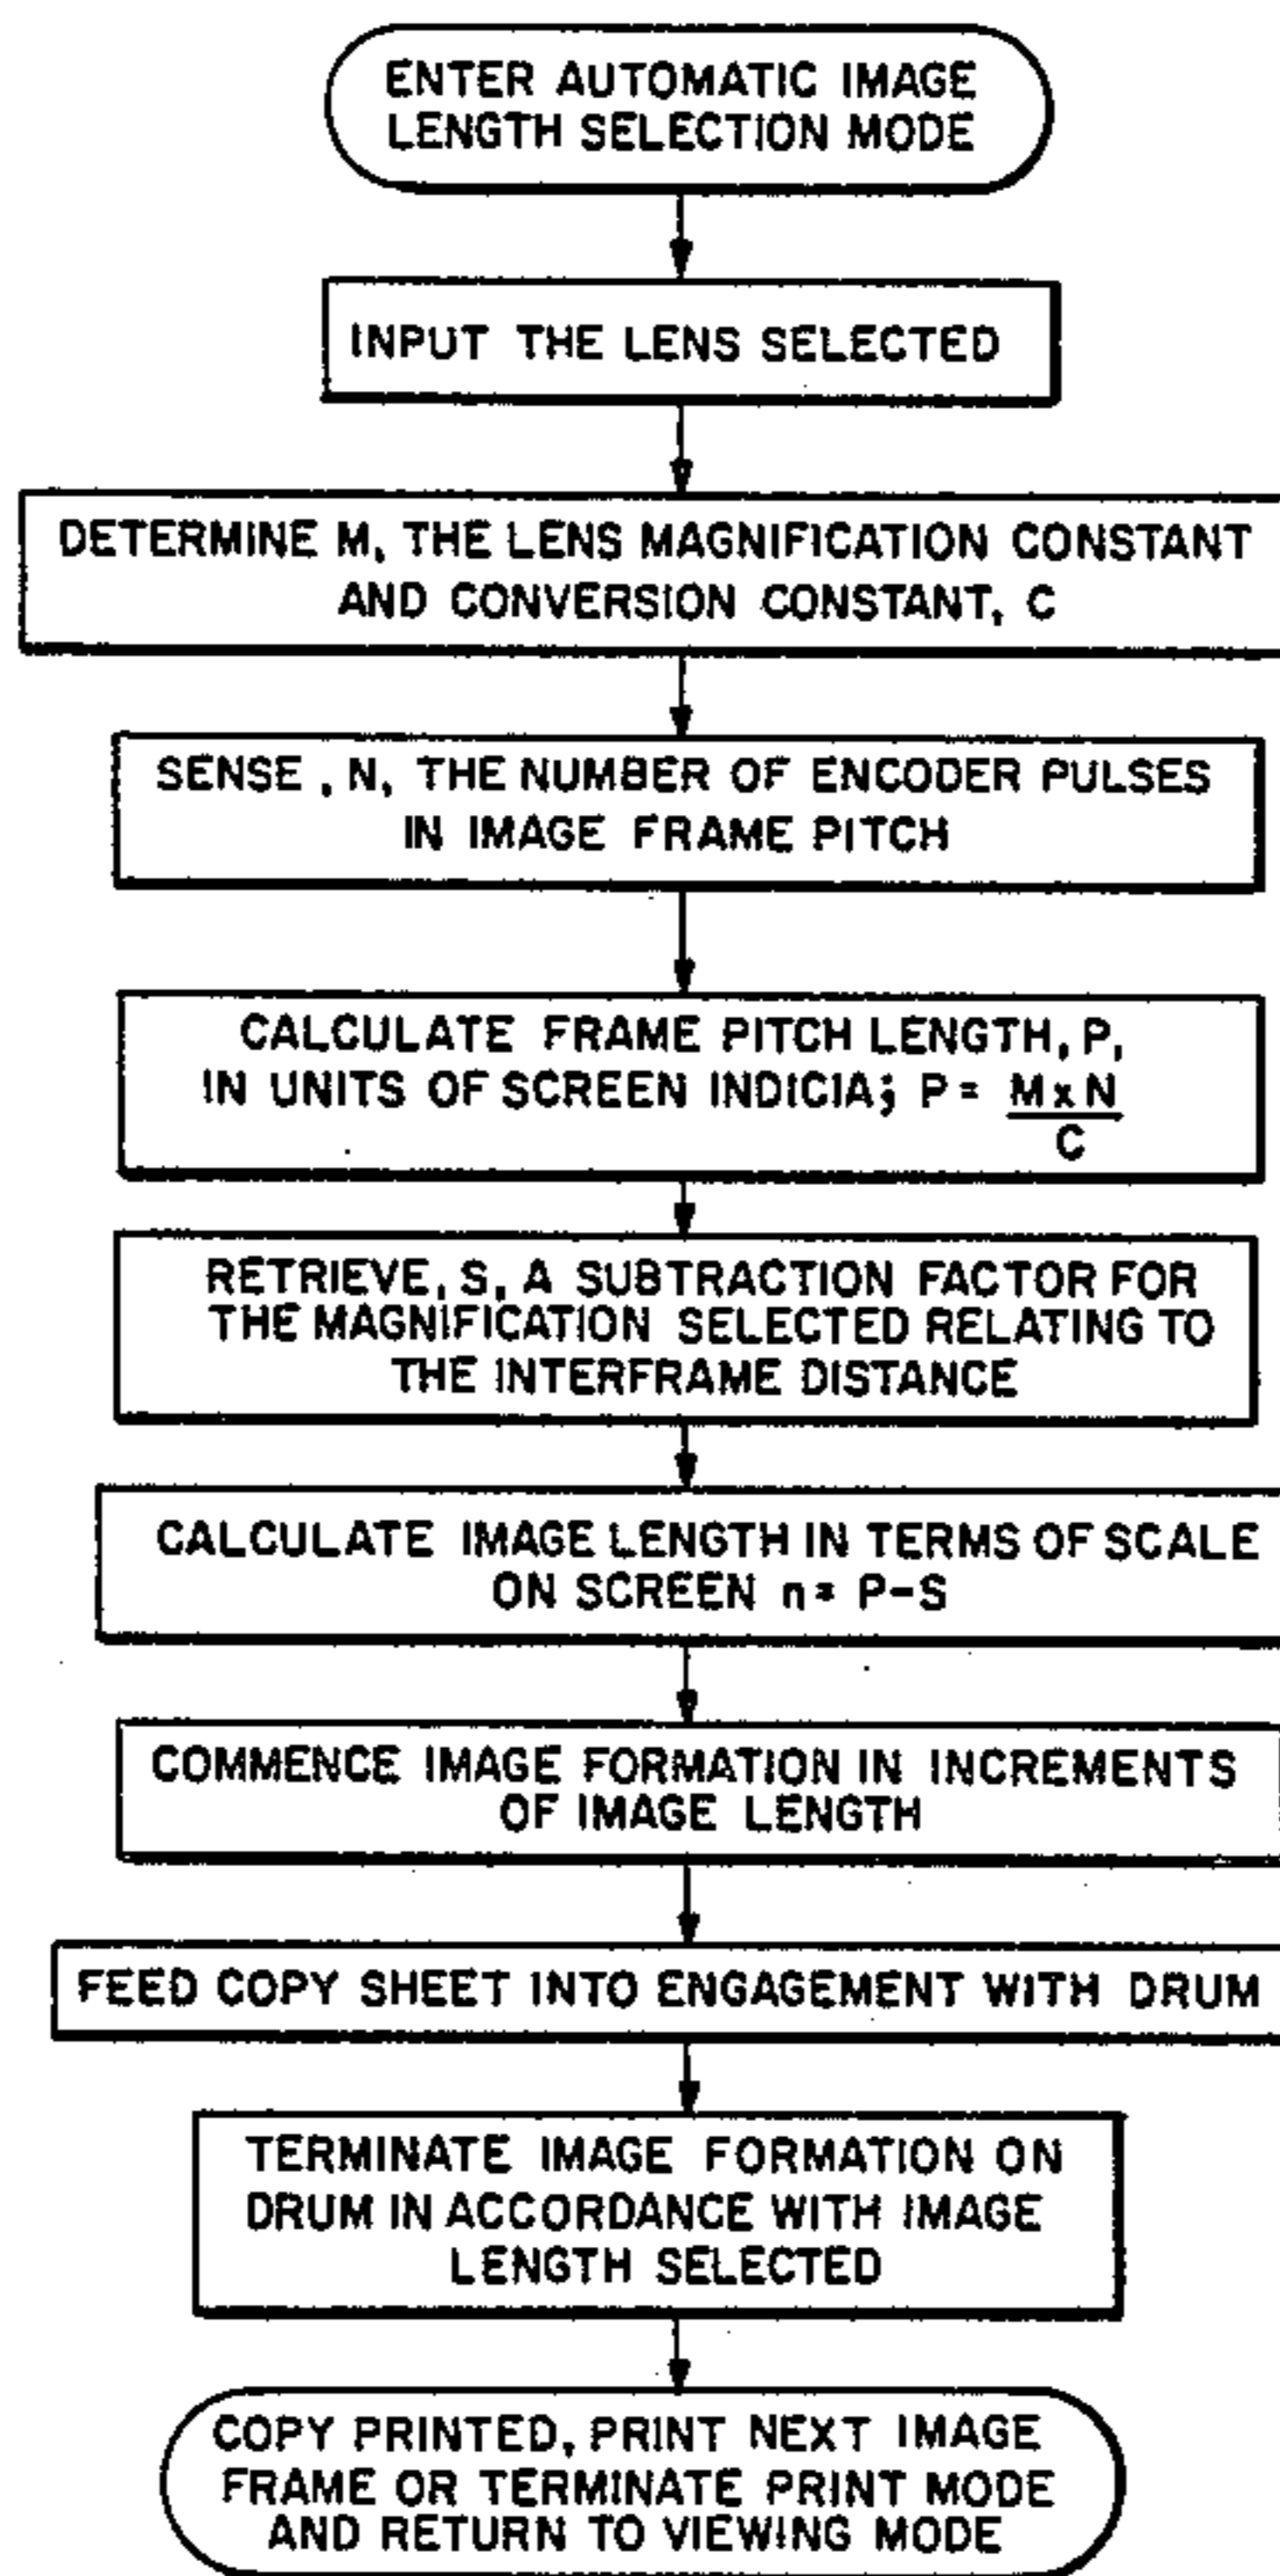 ENTER AUTOMATIC IMAGE
LENGTH SELECTION MODE
INPUT THE LENS SELECTED
DETERMINE M, THE LENS MAGNIFICATION CONSTANT
AND CONVERSION CONSTANT, C
SENSE , N, THE NUMBER OF ENCODER PULSES
IN IMAGE FRAME PITCH
CALCULATE FRAME PITCH LENGTH, P,
IN UNITS OF SCREEN INDICIA; P = M x N
C
RETRIEVE, S, A SUBTRACTION FACTOR FOR
THE MAGNIFICATION SELECTED RELATING TO
THE INTERFRAME DISTANCE
CALCULATE IMAGE LENGTH IN TERMS OF SCALE
ON SCREEN n = P-S
COMMENCE IMAGE FORMATION IN INCREMENTS
OF IMAGE LENGTH
FEED COPY SHEET INTO ENGAGEMENT WITH DRUM
TERMINATE IMAGE FORMATION ON
DRUM IN ACCORDANCE WITH IMAGE
LENGTH SELECTED
COPY PRINTED, PRINT NEXT IMAGE
FRAME OR TERMINATE PRINT MODE
AND RETURN TO VIEWING MODE